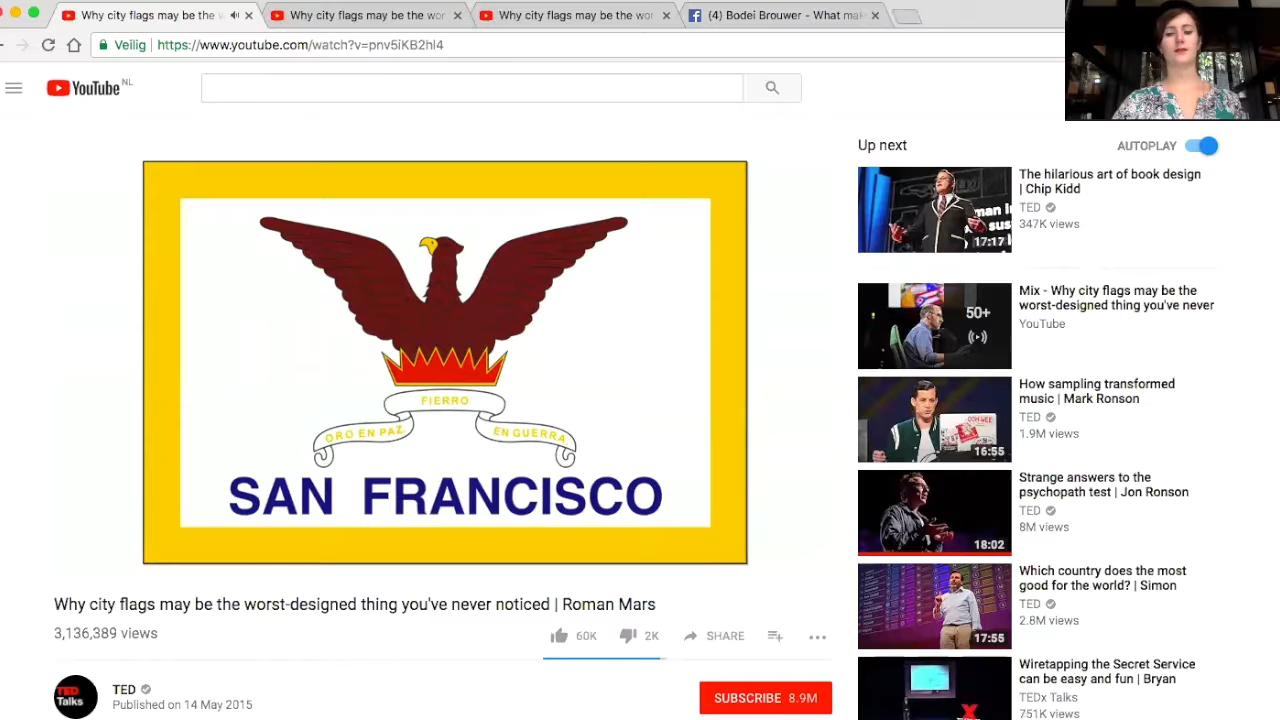 Why city flags may be the w
Why city flags may be the wor
Why city flags may be the wor
(4) Bodei Brouwer - What mak
Veilig https://www.youtube.com/watch?v=pnv5iKB2hl4
YouTube NL
Up next
AUTOPLAY
The hilarious art of book design
| Chip Kidd
TED
347K views
17:17
Mix - Why city flags may be the
worst-designed thing you've never
YouTube
50+
How sampling transformed
music | Mark Ronson
TED
1.9M views
16:55
Strange answers to the
psychopath test | Jon Ronson
TED
8M views
18:02
Which country does the most
good for the world? | Simon
TED
2.8M views
17:55
Wiretapping the Secret Service
can be easy and fun | Bryan
TEDx Talks
751K views
FIERRO
ORO EN PAZ
EN GUERRA
SAN FRANCISCO
Why city flags may be the worst-designed thing you've never noticed | Roman Mars
3,136,389 views
60K
2K
SHARE
TED Talks
TED
Published on 14 May 2015
SUBSCRIBE 8.9M